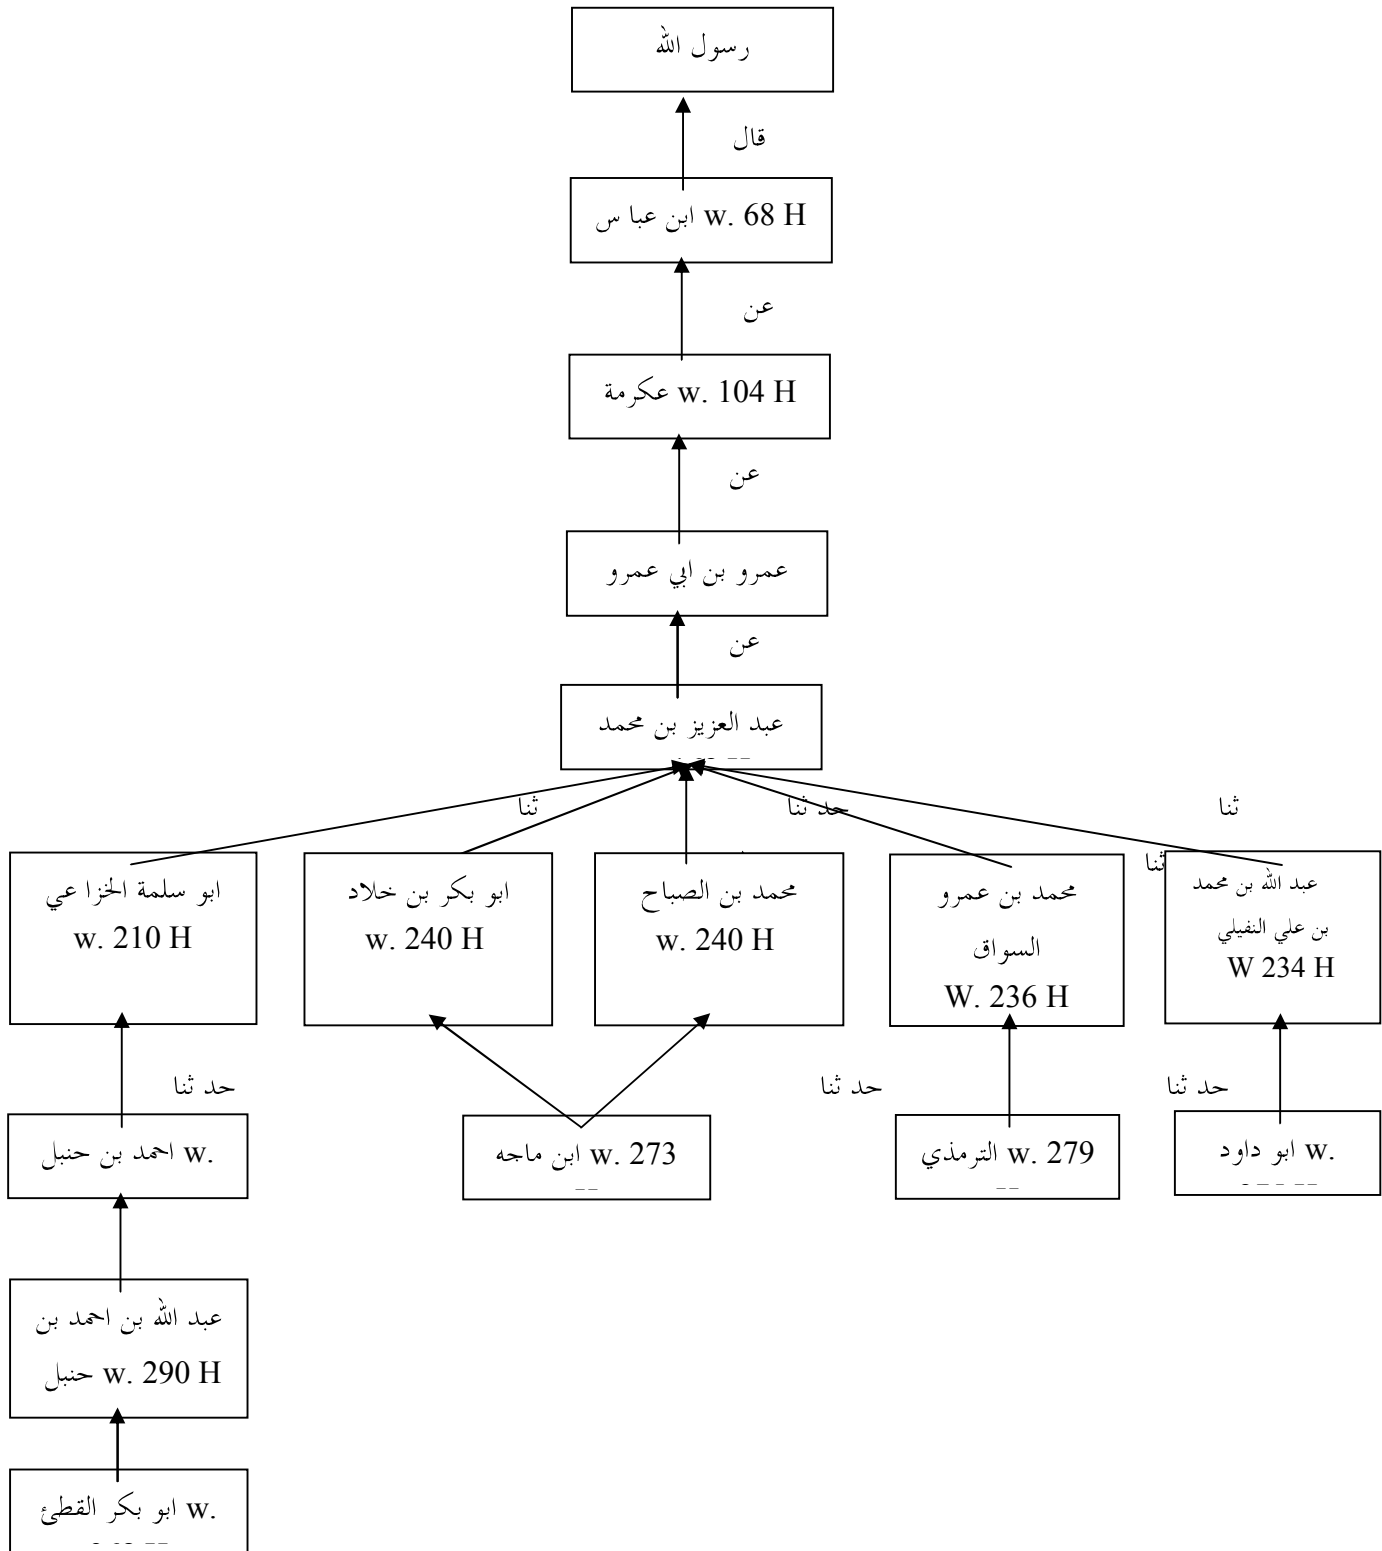 رسول الله
قال
ابن عبا س w. 68 H
عن
عكرمة w. 104 H
عن
عمرو بن ابي عمرو
عن
عبد العزيز بن محمد
ثنا
حد ثنا
ثنا
ثنا
ابو سلمة الخزا عي
w. 210 H
ابو بكر بن خلاد
w. 240 H
محمد بن الصباح
w. 240 H
محمد بن عمرو
السواق
W. 236 H
عبد الله بن محمد
بن علي النفيلي
W 234 H
حد ثنا
حد ثنا
حد ثنا
احمد بن حنبل w.
ابن ماجه w. 273
الترمذي w. 279
ابو داود w.
عبد الله بن احمد بن
حنبل w. 290 H
ابو بكر القطئ w.